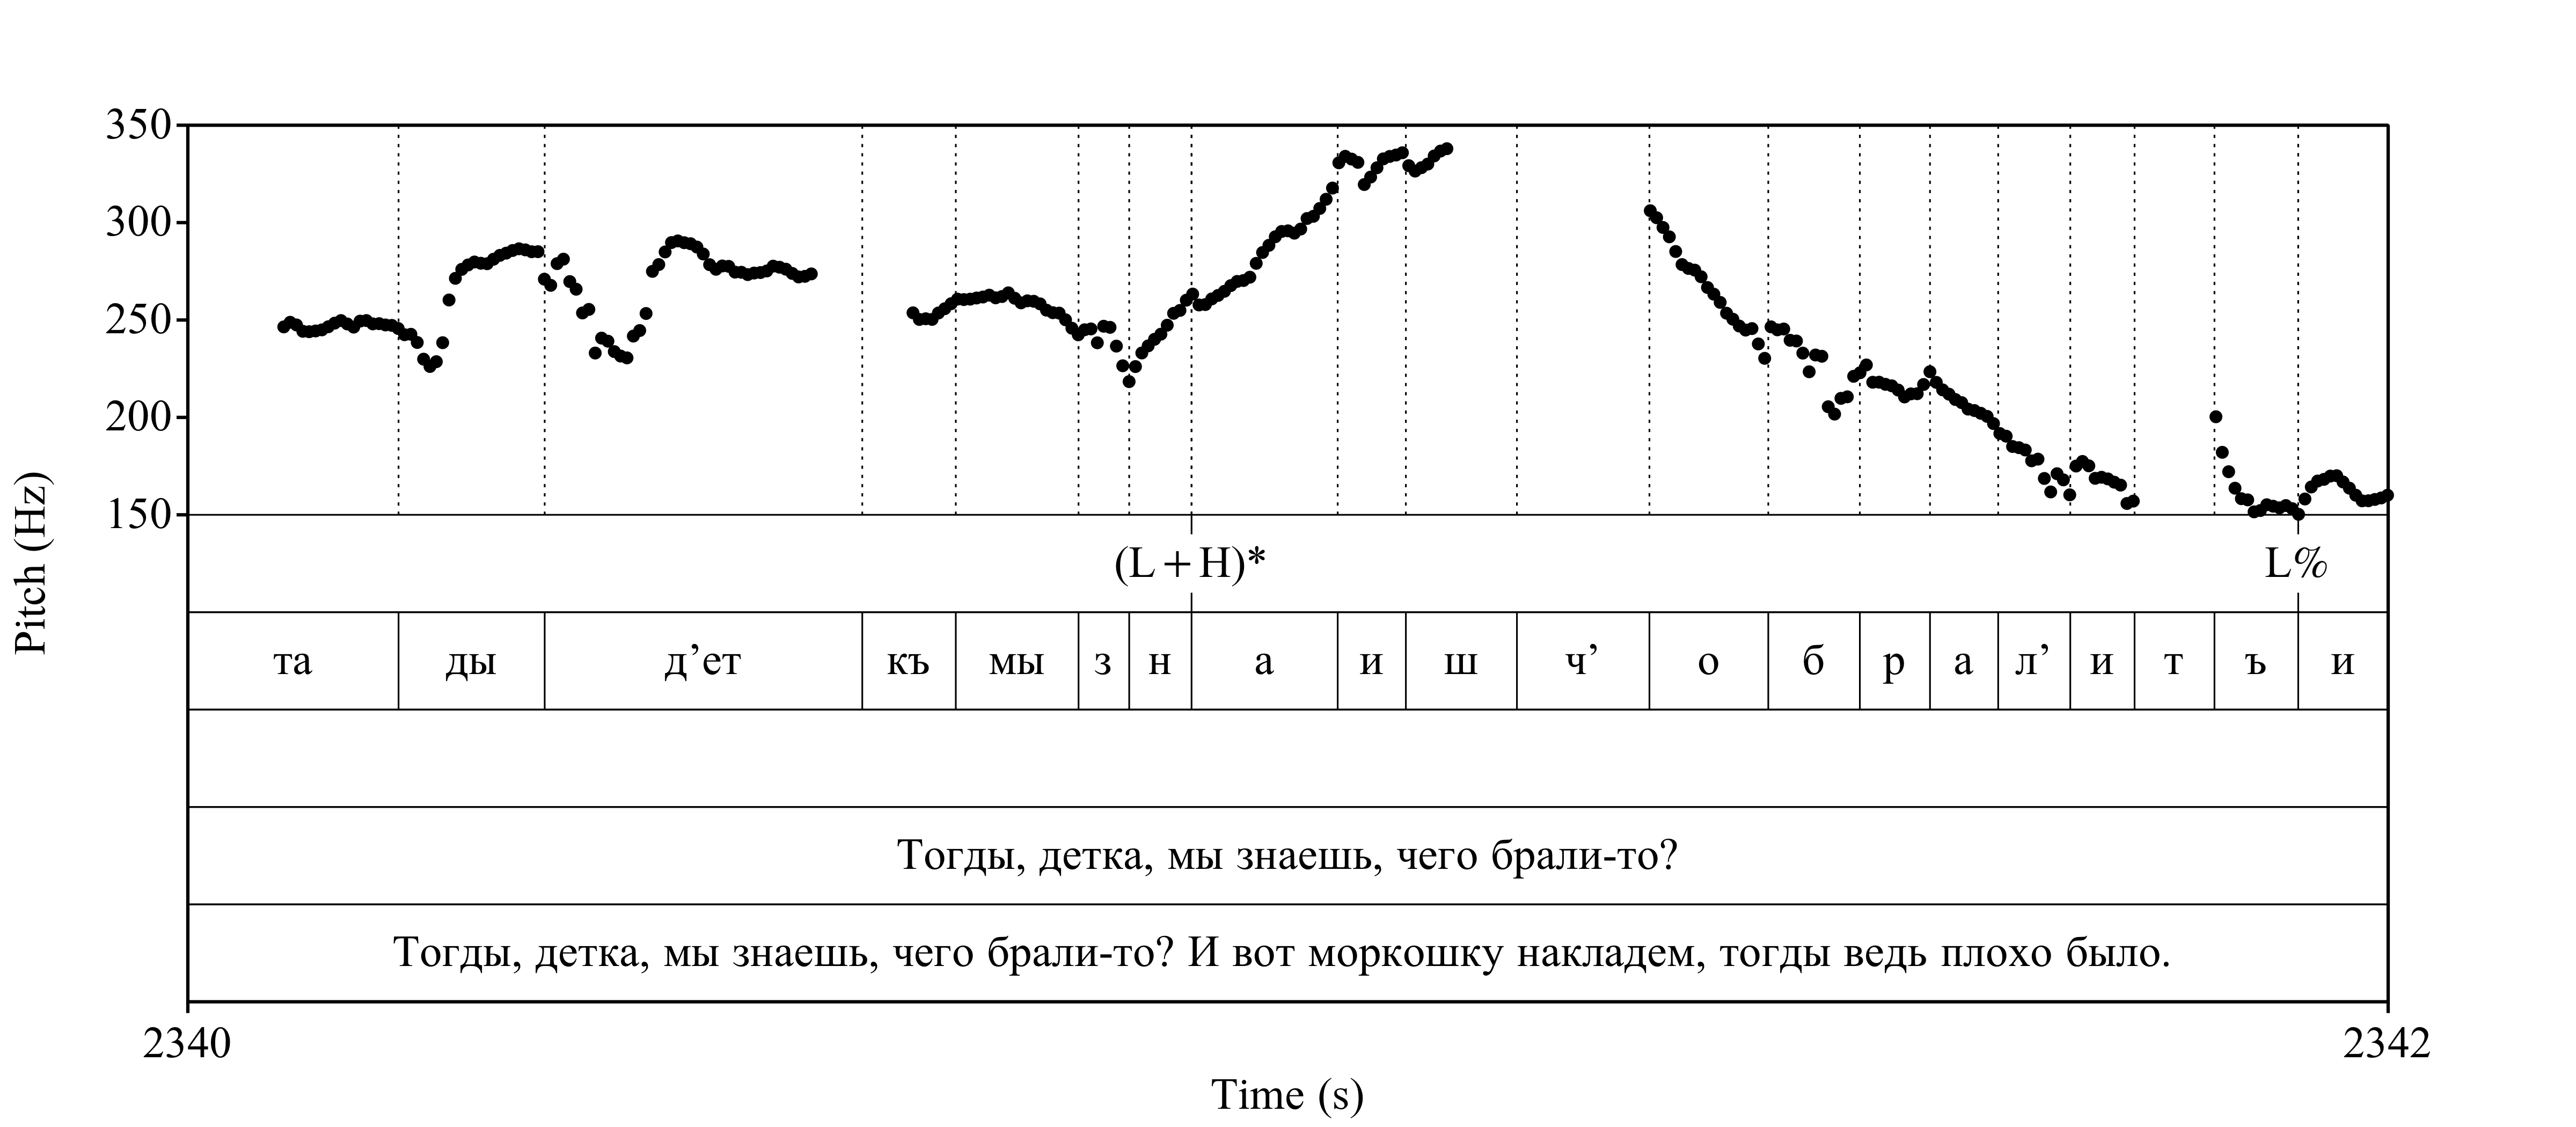 350
300
250
200
150
Pitch (Hz)
(L+H)* L%
та ды д’ет къ мы з н а и ш ч’ о б р а л’ и т ъ и
Тогды, детка, мы знаешь, чего брали-то?
Тогды, детка, мы знаешь, чего брали-то? И вот моркошку накладем, тогды ведь плохо было.
2340 2342
Time (s)